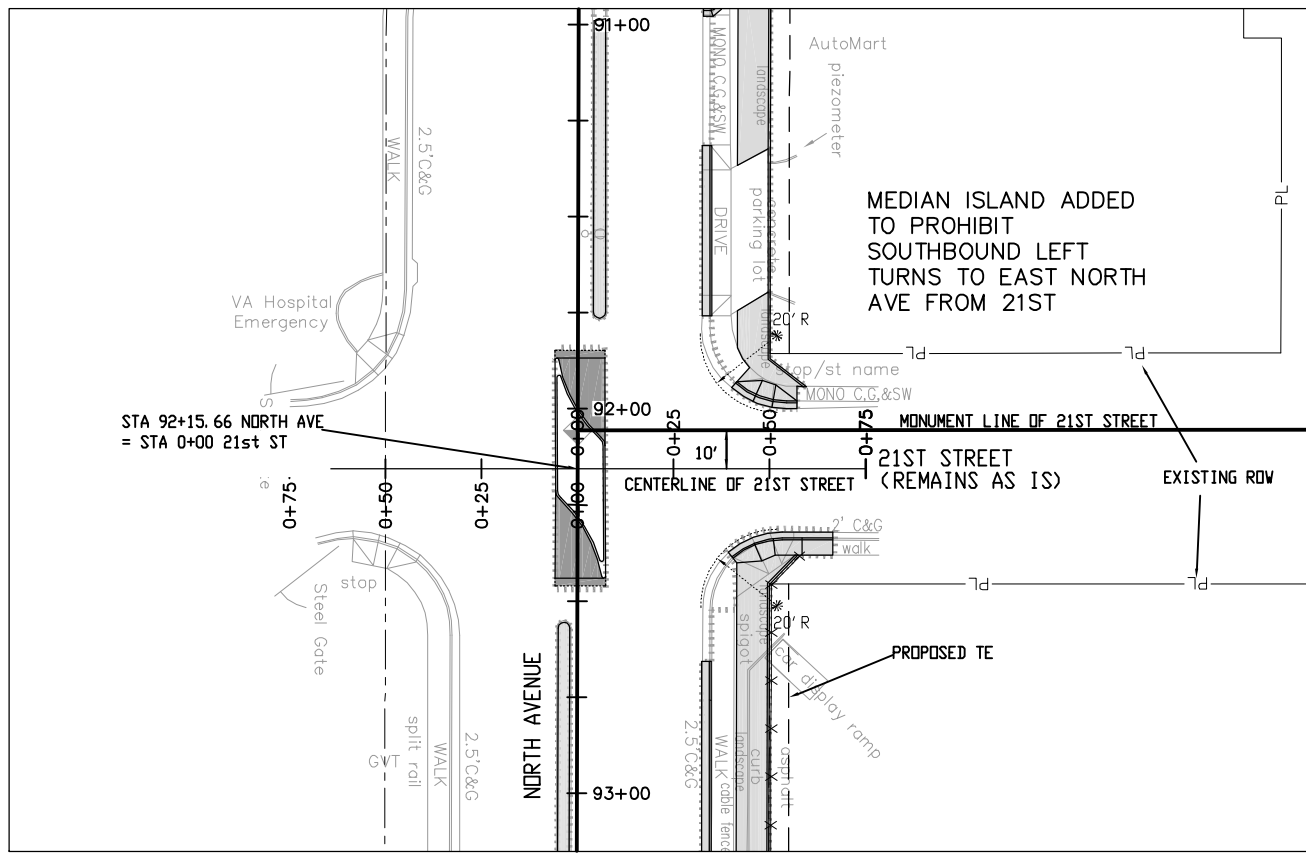 91+00
AutoMart
piezometer
MONO C,G,&SW
landscape
2.5'C&G
WALK
PL
MEDIAN ISLAND ADDED
TO PROHIBIT
SOUTHBOUND LEFT
TURNS TO EAST NORTH
AVE FROM 21ST
DRIVE
concrete
parking lot
VA Hospital
Emergency
landscape
20' R
PL
PL
stop/st name
MONO C,G,&SW
S
92+00
STA 92+15.66 NORTH AVE
= STA 0+00 21st ST
0+00
0+25
0+50
0+75
MONUMENT LINE OF 21ST STREET
10'
21ST STREET
(REMAINS AS IS)
CENTERLINE OF 21ST STREET
EXISTING ROW
0+75
0+50
0+25
0+00
2' C&G
walk
stop
Steel Gate
PL
PL
landscape
20' R
spigot
car display ramp
PROPOSED TE
NORTH AVENUE
split rail
GVT
WALK
2.5'C&G
2.5'C&G
WALK
cable fence
landscape
curb
asphalt
93+00